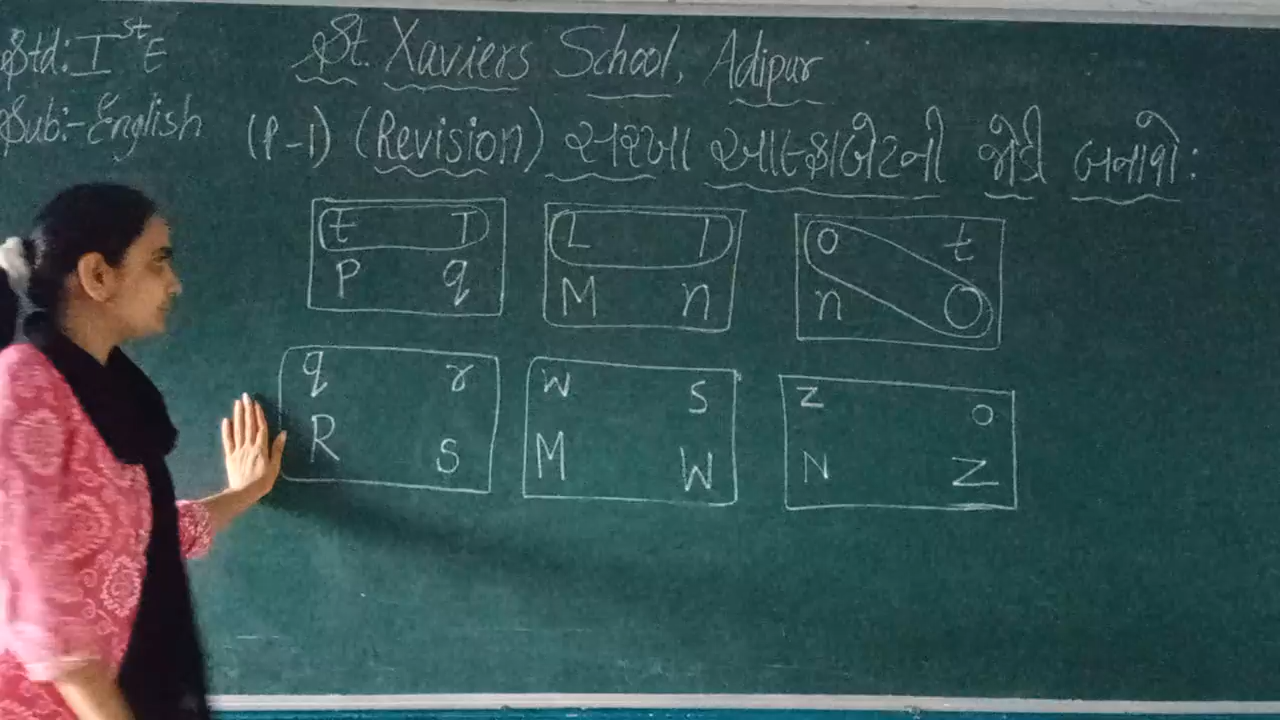 Std: Iˢᵗ E
Sub:- English
St. Xaviers School, Adipur
(P-1) (Revision) સરખા આલ્ફાબેટની જોડી બનાવો:
t T
P q
L l
M n
o t
n O
q r
R S
w s
M W
z o
N Z